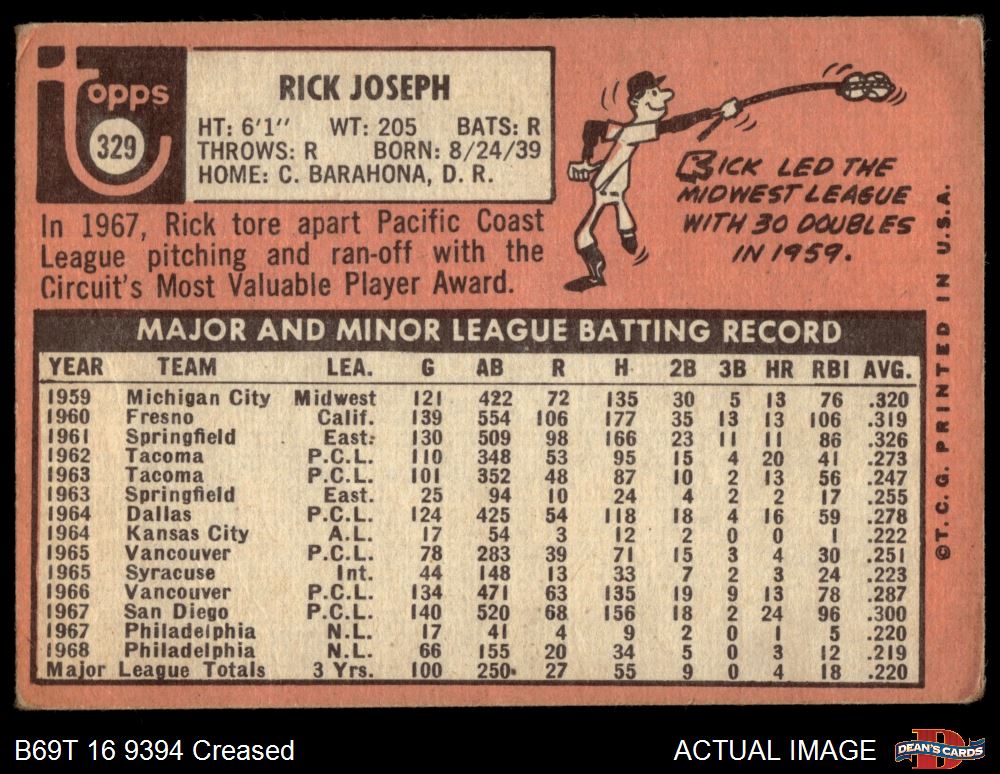 topps
329
RICK JOSEPH
HT: 6'1" WT: 205 BATS: R
THROWS: R BORN: 8/24/39
HOME: C. BARAHONA, D. R.
RICK LED THE
MIDWEST LEAGUE
WITH 30 DOUBLES
IN 1959.
In 1967, Rick tore apart Pacific Coast
League pitching and ran-off with the
Circuit's Most Valuable Player Award.
MAJOR AND MINOR LEAGUE BATTING RECORD
YEAR TEAM LEA. G AB R H 2B 3B HR RBI AVG.
1959 Michigan City Midwest 121 422 72 135 30 5 13 76 .320
1960 Fresno Calif. 139 554 106 177 35 13 13 106 .319
1961 Springfield East. 130 509 98 166 23 11 11 86 .326
1962 Tacoma P.C.L. 110 348 53 95 15 4 20 41 .273
1963 Tacoma P.C.L. 101 352 48 87 10 2 13 56 .247
1963 Springfield East. 25 94 10 24 4 2 2 17 .255
1964 Dallas P.C.L. 124 425 54 118 18 4 16 59 .278
1964 Kansas City A.L. 17 54 3 12 2 0 0 1 .222
1965 Vancouver P.C.L. 78 283 39 71 15 3 4 30 .251
1965 Syracuse Int. 44 148 13 33 7 2 3 24 .223
1966 Vancouver P.C.L. 134 471 63 135 19 9 13 78 .287
1967 San Diego P.C.L. 140 520 68 156 18 2 24 96 .300
1967 Philadelphia N.L. 17 41 4 9 2 0 1 5 .220
1968 Philadelphia N.L. 66 155 20 34 5 0 3 12 .219
Major League Totals 3 Yrs. 100 250 27 55 9 0 4 18 .220
©T. C. G. PRINTED IN U.S.A.
B69T 16 9394 Creased
ACTUAL IMAGE
DEAN'S CARDS